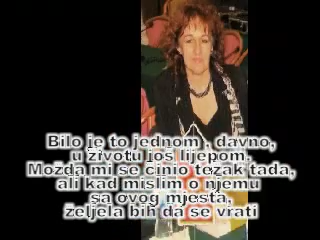 Bilo je to jednom , davno,
u životu još lijepom.
Možda mi se činio težak tada,
ali kad mislim o njemu
sa ovog mjesta,
željela bih da se vrati